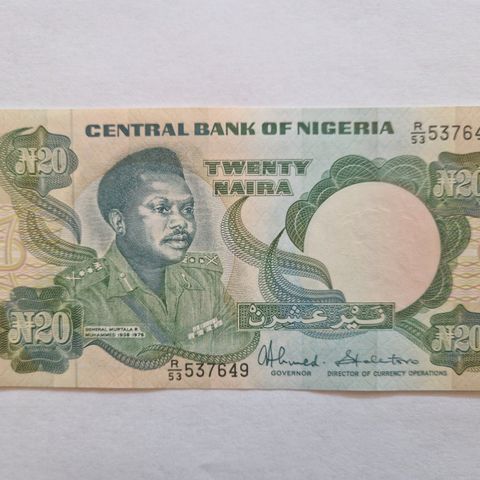 CENTRAL BANK OF NIGERIA
R/53 53764
₦20
TWENTY
NAIRA
₦20
نَيْرَ عِشْرِنْ
₦20
₦20
GENERAL MURTALA R.
MUHAMMED 1938-1976
R/53 537649
GOVERNOR
DIRECTOR OF CURRENCY OPERATIONS